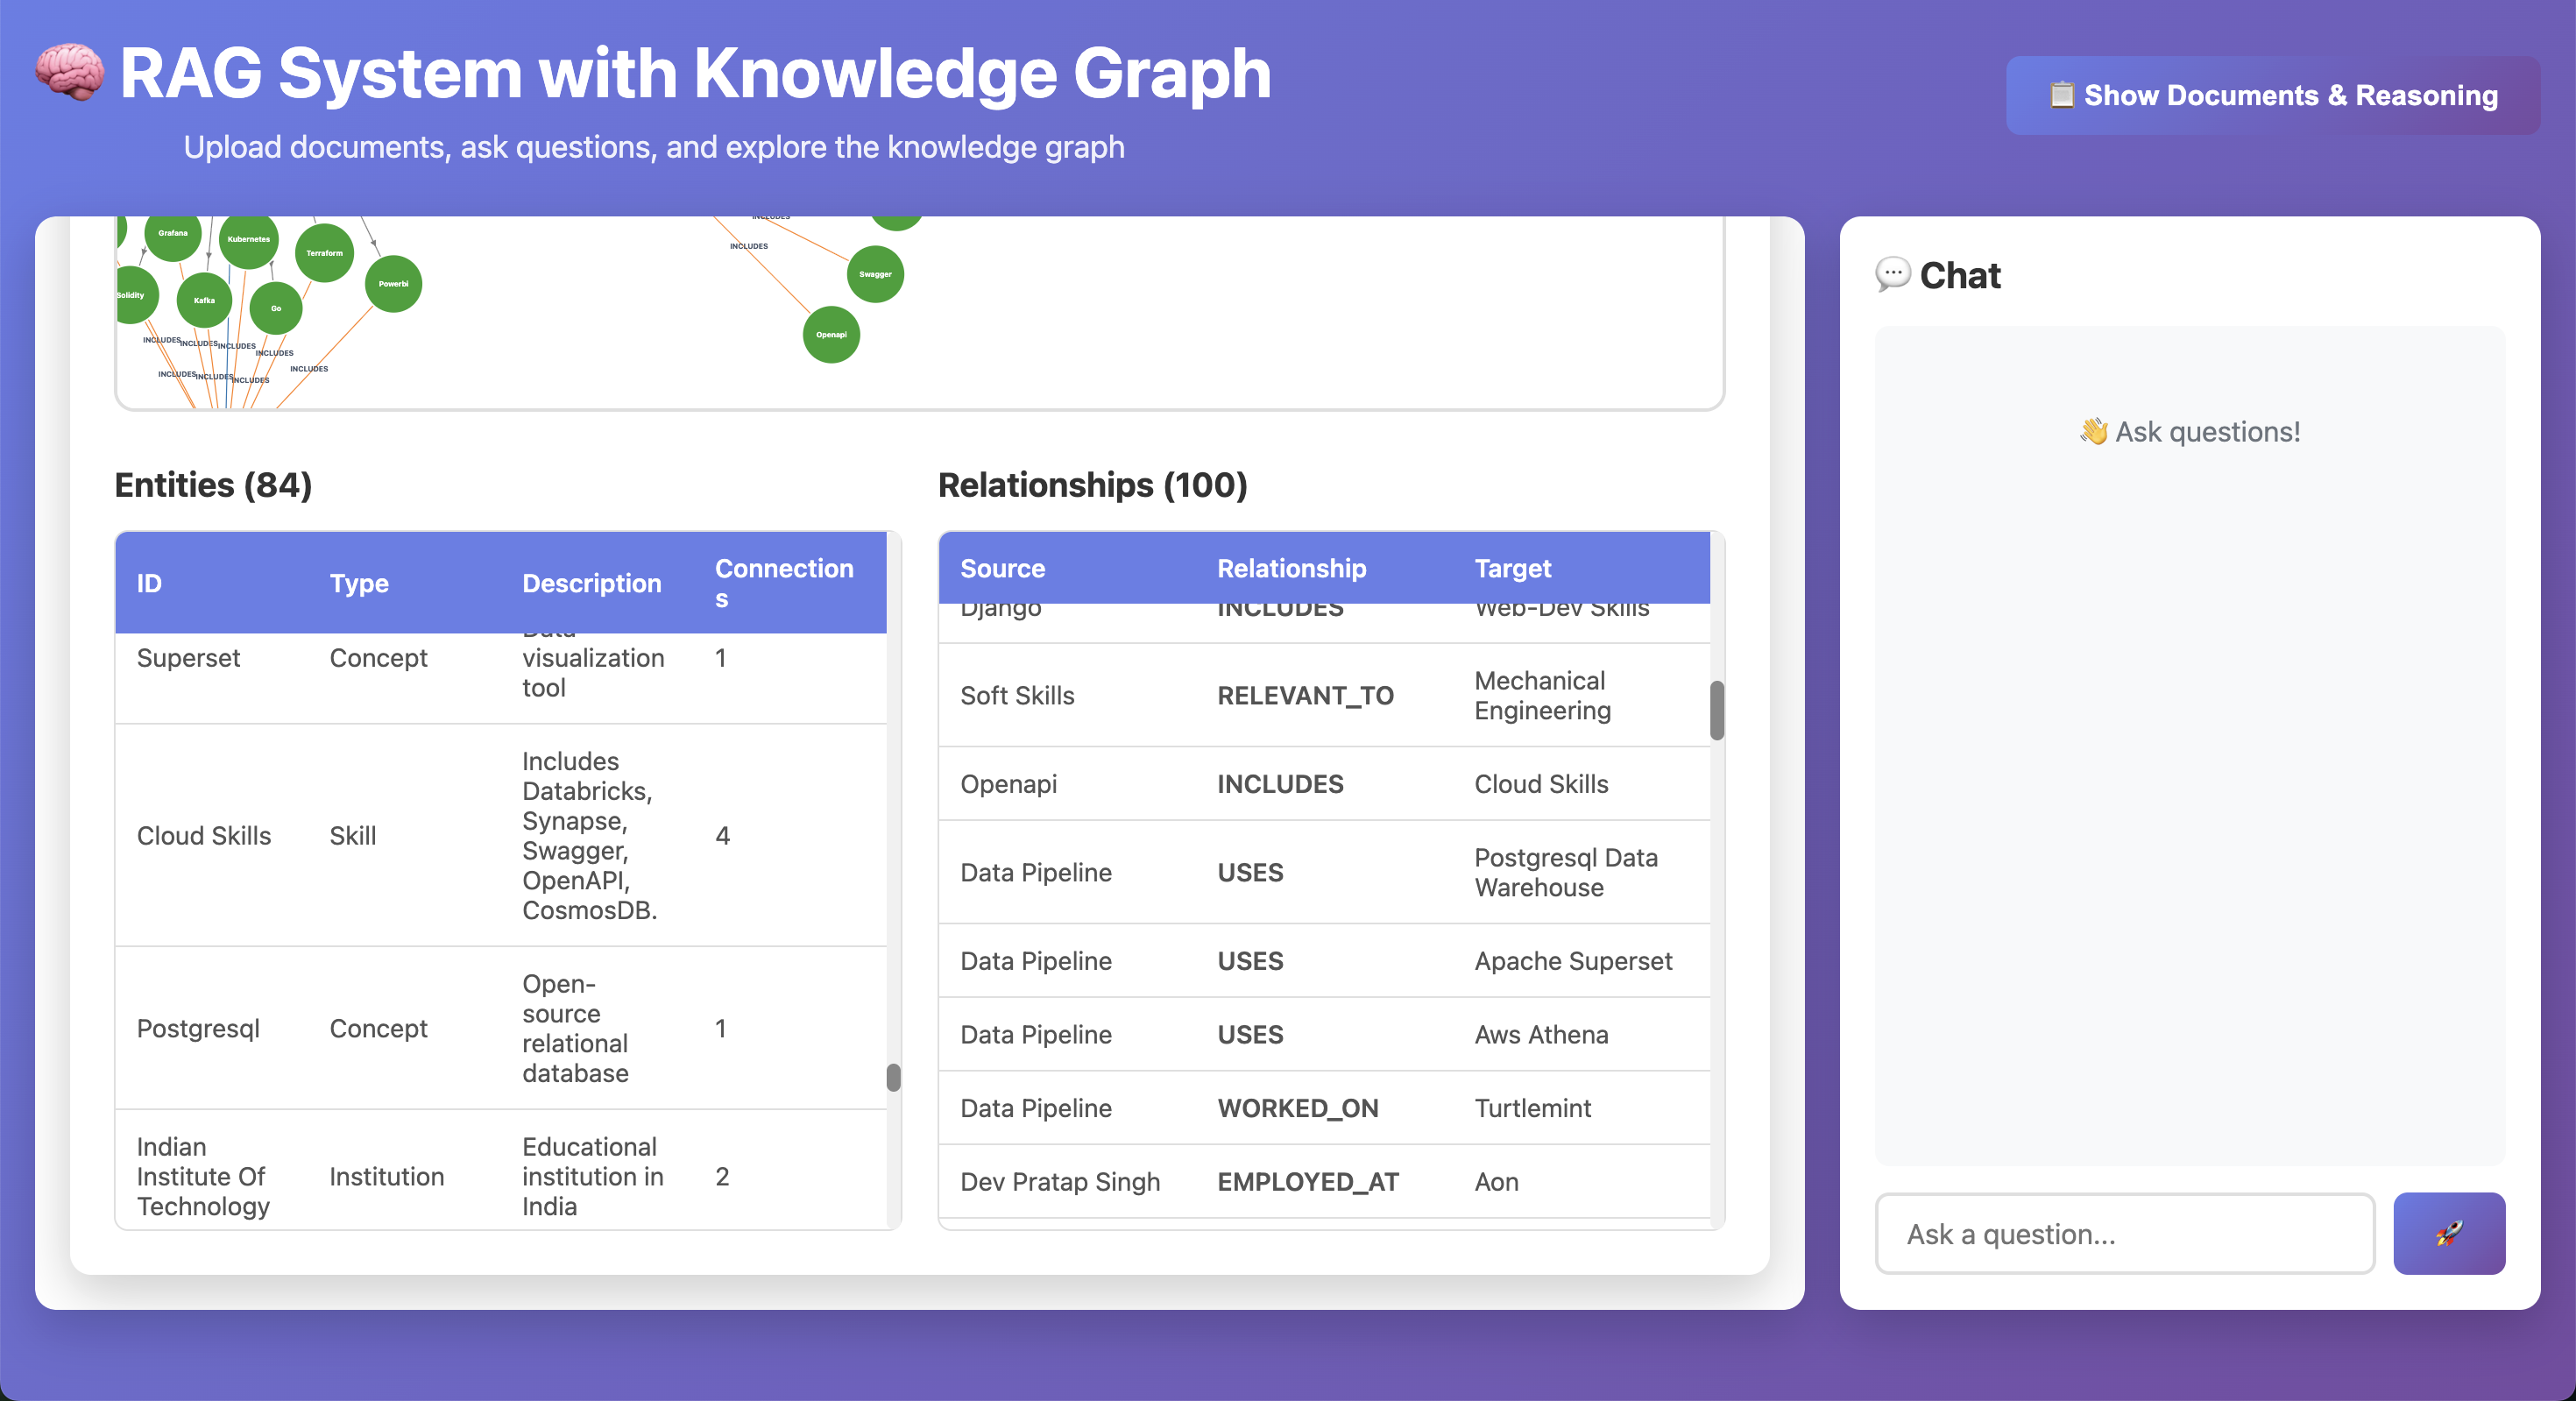 RAG System with Knowledge Graph
Upload documents, ask questions, and explore the knowledge graph
Show Documents & Reasoning
Grafana
Kubernetes
Terraform
Powerbi
Solidity
Kafka
Go
INCLUDES
INCLUDES
INCLUDES
INCLUDES
INCLUDES
INCLUDES
INCLUDES
INCLUDES
INCLUDES
INCLUDES
Swagger
Openapi
Entities (84)
ID Type Description Connections
Superset Concept Data
visualization
tool 1
Cloud Skills Skill Includes
Databricks,
Synapse,
Swagger,
OpenAPI,
CosmosDB. 4
Postgresql Concept Open-
source
relational
database 1
Indian
Institute Of
Technology Institution Educational
institution in
India 2
Relationships (100)
Source Relationship Target
Django INCLUDES Web-Dev Skills
Soft Skills RELEVANT_TO Mechanical
Engineering
Openapi INCLUDES Cloud Skills
Data Pipeline USES Postgresql Data
Warehouse
Data Pipeline USES Apache Superset
Data Pipeline USES Aws Athena
Data Pipeline WORKED_ON Turtlemint
Dev Pratap Singh EMPLOYED_AT Aon
Chat
Ask questions!
Ask a question...